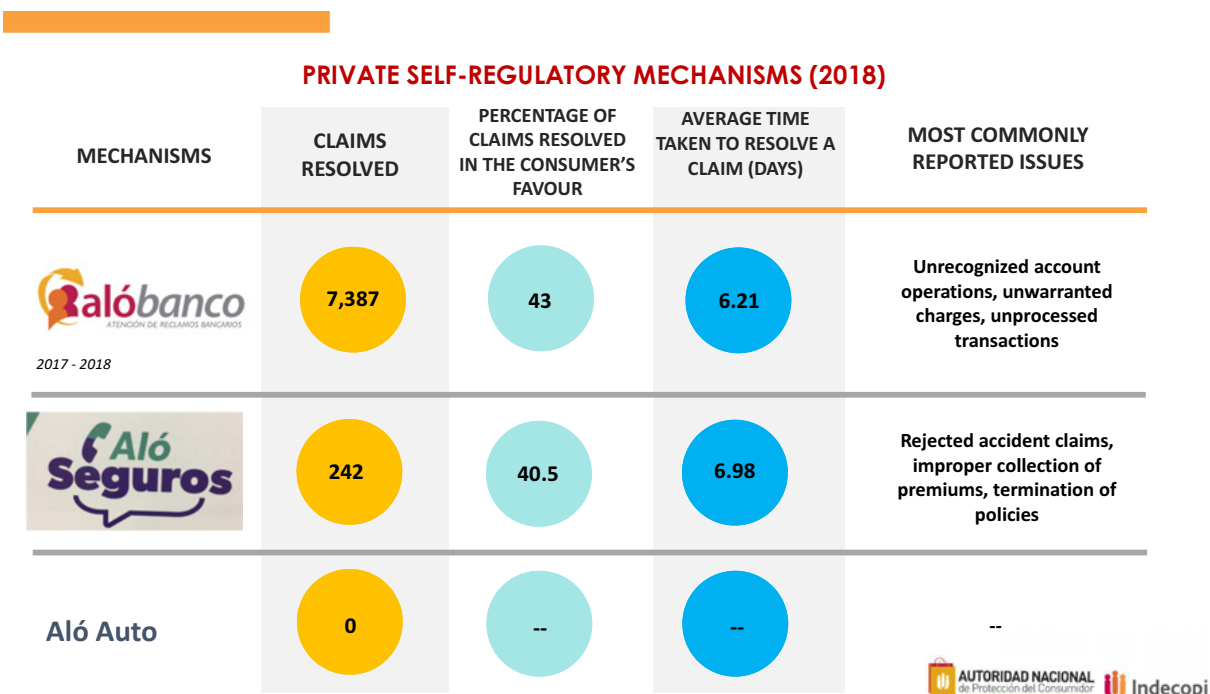 PRIVATE SELF-REGULATORY MECHANISMS (2018)
MECHANISMS
CLAIMS
RESOLVED
PERCENTAGE OF
CLAIMS RESOLVED
IN THE CONSUMER'S
FAVOUR
AVERAGE TIME
TAKEN TO RESOLVE A
CLAIM (DAYS)
MOST COMMONLY
REPORTED ISSUES
alóbanco
ATENCIÓN DE RECLAMOS BANCARIOS
2017 - 2018
7,387
43
6.21
Unrecognized account
operations, unwarranted
charges, unprocessed
transactions
Aló
Seguros
242
40.5
6.98
Rejected accident claims,
improper collection of
premiums, termination of
policies
Aló Auto
0
--
--
--
AUTORIDAD NACIONAL
de Protección del Consumidor
Indecopi